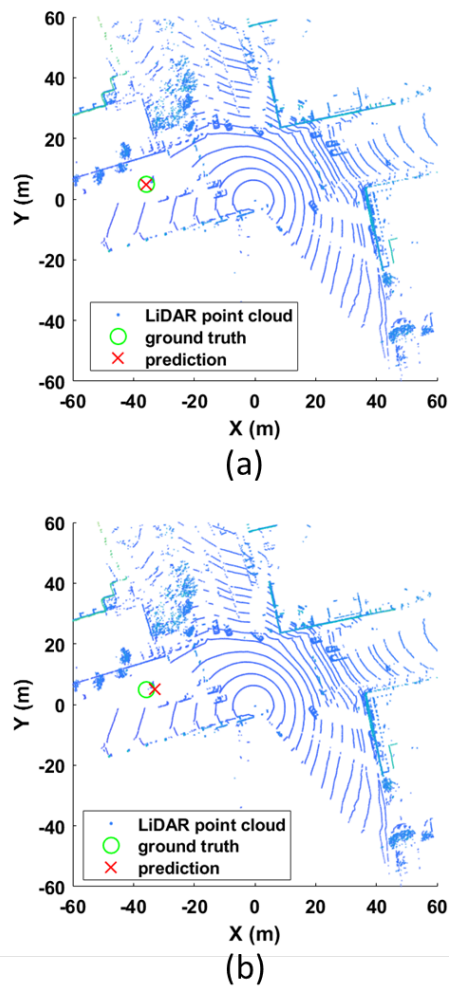 60
40
20
0
-20
-40
-60
Y (m)
LiDAR point cloud
ground truth
prediction
-60 -40 -20 0 20 40 60
X (m)
(a)
60
40
20
0
-20
-40
-60
Y (m)
LiDAR point cloud
ground truth
prediction
-60 -40 -20 0 20 40 60
X (m)
(b)